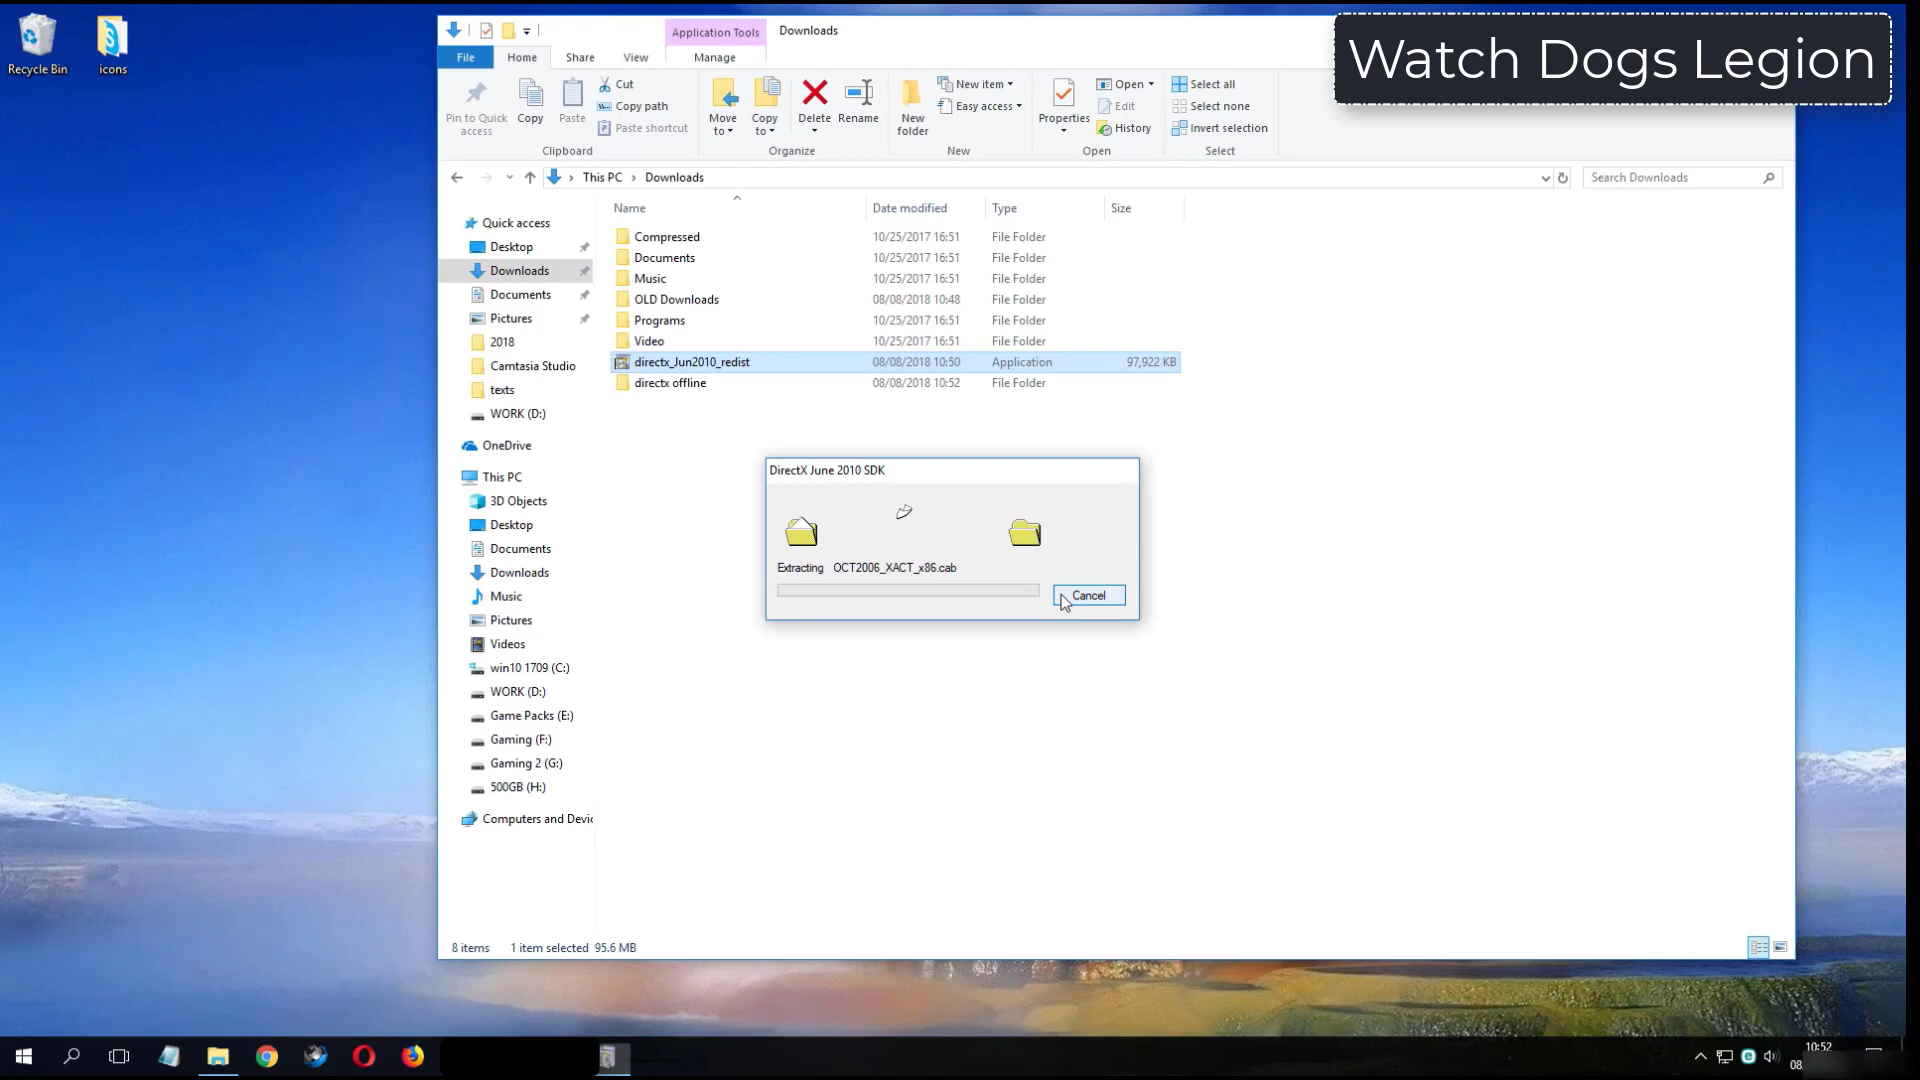 Recycle Bin
icons
Application Tools
Downloads
File
Home
Share
View
Manage
Watch Dogs Legion
Pin to Quick access
Copy
Paste
Cut
Copy path
Paste shortcut
Clipboard
Move to
Copy to
Delete
Rename
Organize
New folder
New item
Easy access
New
Properties
Open
Edit
History
Open
Select all
Select none
Invert selection
Select
This PC > Downloads
Search Downloads
Name Date modified Type Size
Compressed 10/25/2017 16:51 File Folder
Documents 10/25/2017 16:51 File Folder
Music 10/25/2017 16:51 File Folder
OLD Downloads 08/08/2018 10:48 File Folder
Programs 10/25/2017 16:51 File Folder
Video 10/25/2017 16:51 File Folder
directx_Jun2010_redist 08/08/2018 10:50 Application 97,922 KB
directx offline 08/08/2018 10:52 File Folder
Quick access
Desktop
Downloads
Documents
Pictures
2018
Camtasia Studio
texts
WORK (D:)
OneDrive
This PC
3D Objects
Desktop
Documents
Downloads
Music
Pictures
Videos
win10 1709 (C:)
WORK (D:)
Game Packs (E:)
Gaming (F:)
Gaming 2 (G:)
500GB (H:)
Computers and Devic
DirectX June 2010 SDK
Extracting OCT2006_XACT_x86.cab
Cancel
8 items 1 item selected 95.6 MB
10:52
08